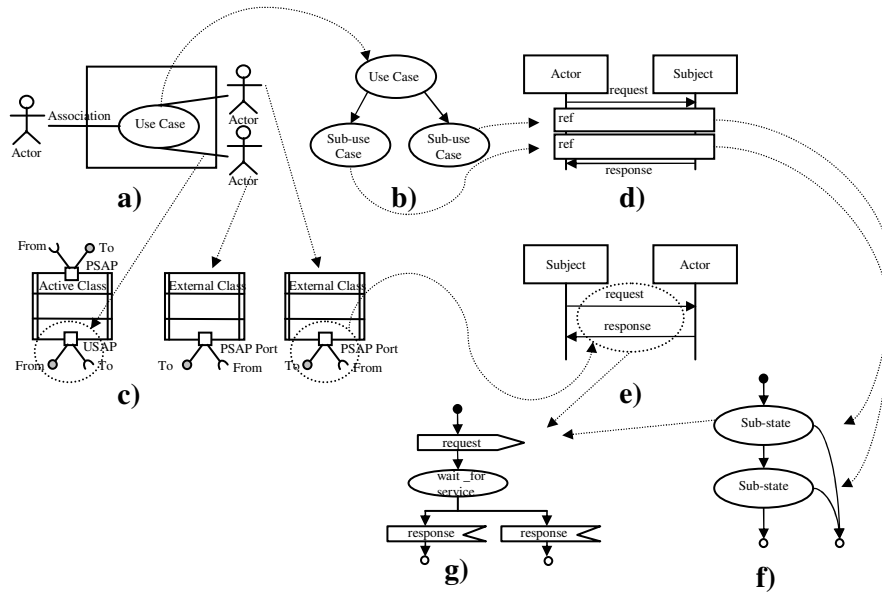 Actor
Association
Use Case
Actor
Actor
a)
Use Case
Sub-use
Case
Sub-use
Case
b)
Actor
Subject
request
ref
ref
response
d)
From
To
PSAP
Active Class
USAP
From
To
External Class
PSAP Port
To
From
External Class
PSAP Port
To
From
c)
Subject
Actor
request
response
e)
request
wait _for
service
response
response
g)
Sub-state
Sub-state
f)